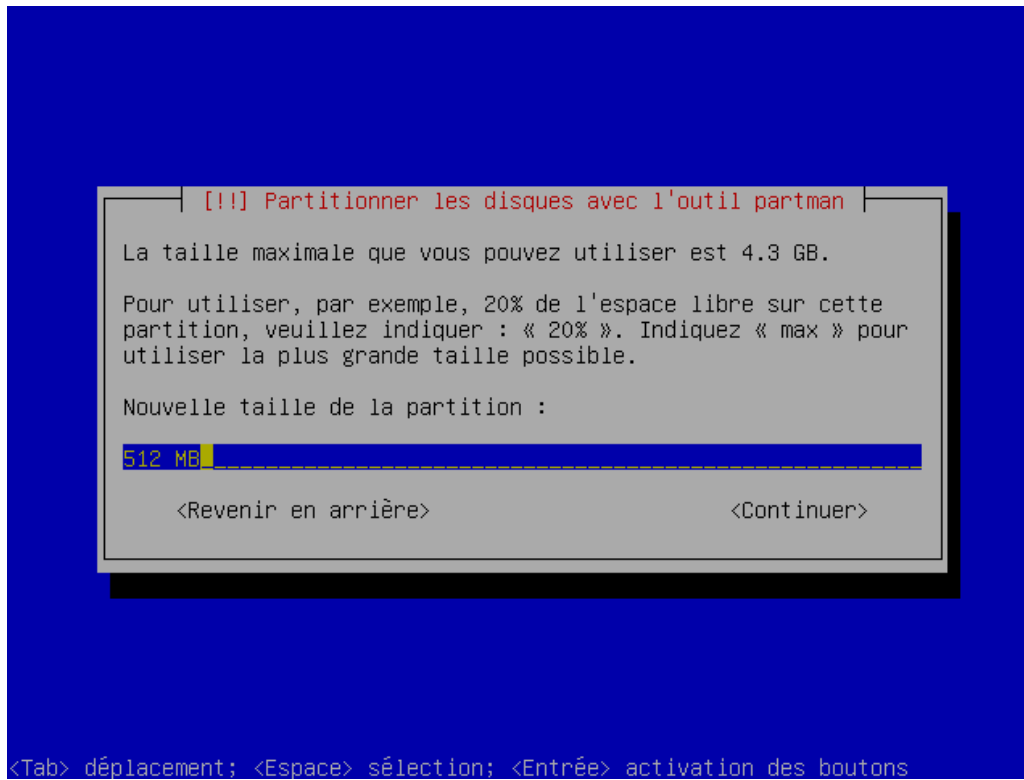 [!!] Partitionner les disques avec l'outil partman
La taille maximale que vous pouvez utiliser est 4.3 GB.
Pour utiliser, par exemple, 20% de l'espace libre sur cette
partition, veuillez indiquer : « 20% ». Indiquez « max » pour
utiliser la plus grande taille possible.
Nouvelle taille de la partition :
512 MB
<Revenir en arrière> <Continuer>
<Tab> déplacement; <Espace> sélection; <Entrée> activation des boutons